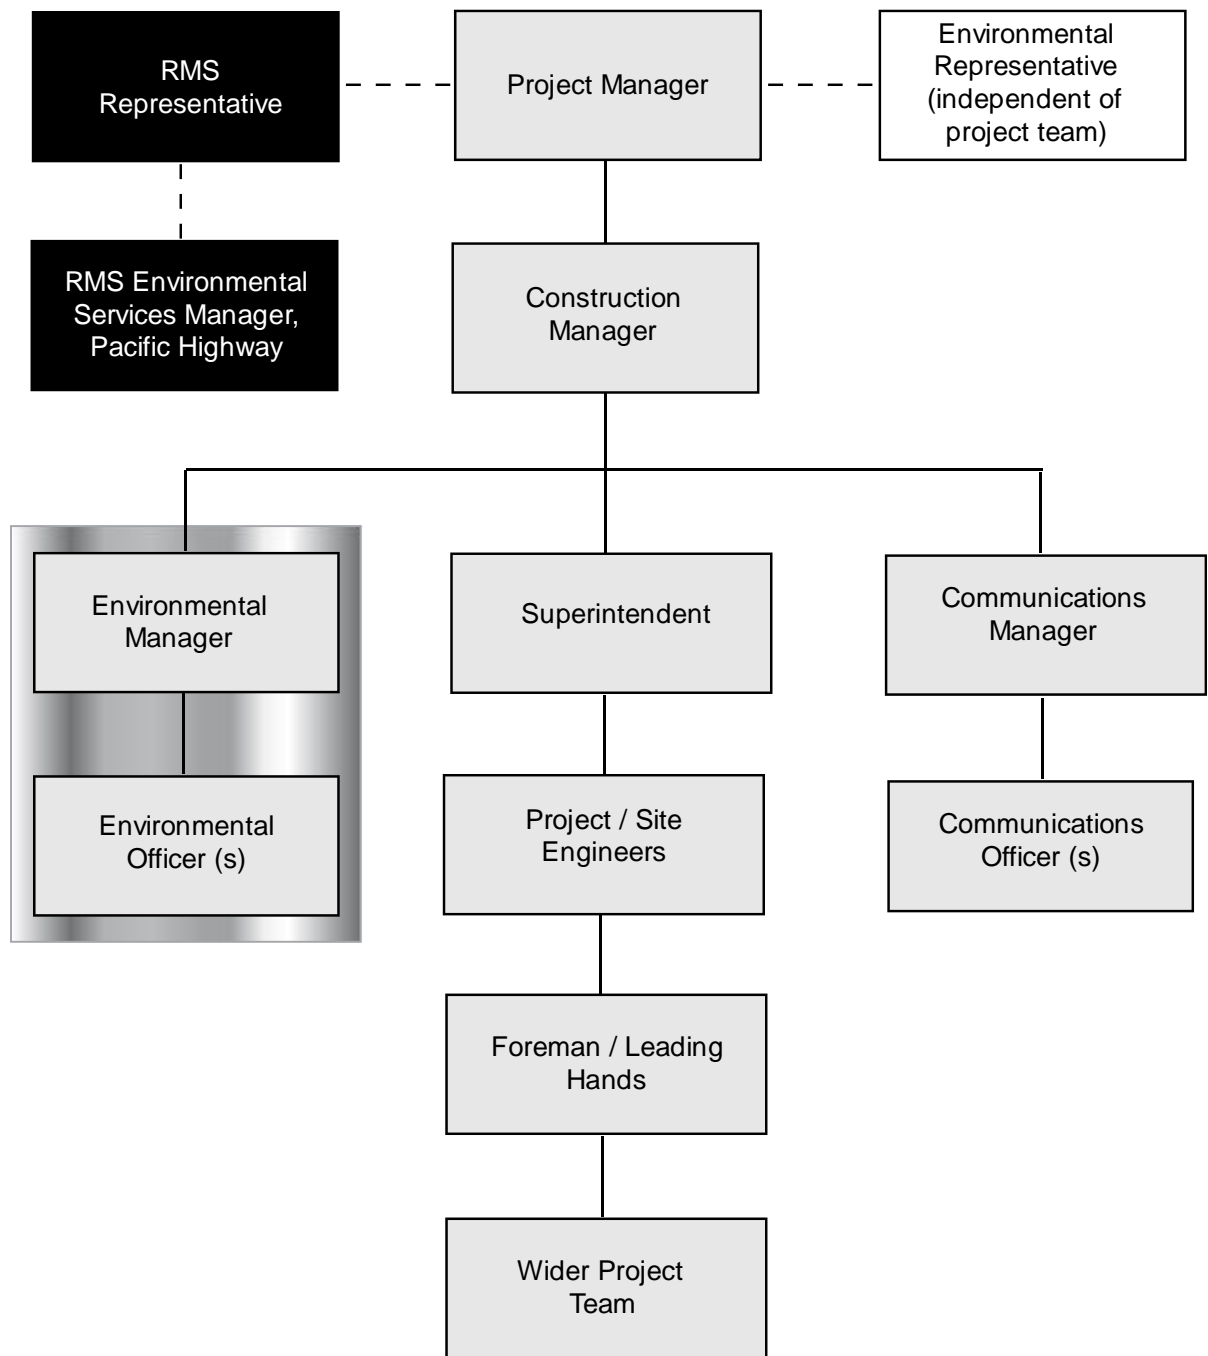 RMS
Representative
Project Manager
Environmental
Representative
(independent of
project team)
RMS Environmental
Services Manager,
Pacific Highway
Construction
Manager
Environmental
Manager
Superintendent
Communications
Manager
Environmental
Officer (s)
Project / Site
Engineers
Communications
Officer (s)
Foreman / Leading
Hands
Wider Project
Team